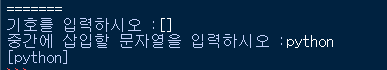 =======
기호를 입력하시오 :[]
중간에 삽입할 문자열을 입력하시오 :python
[python]
>>>